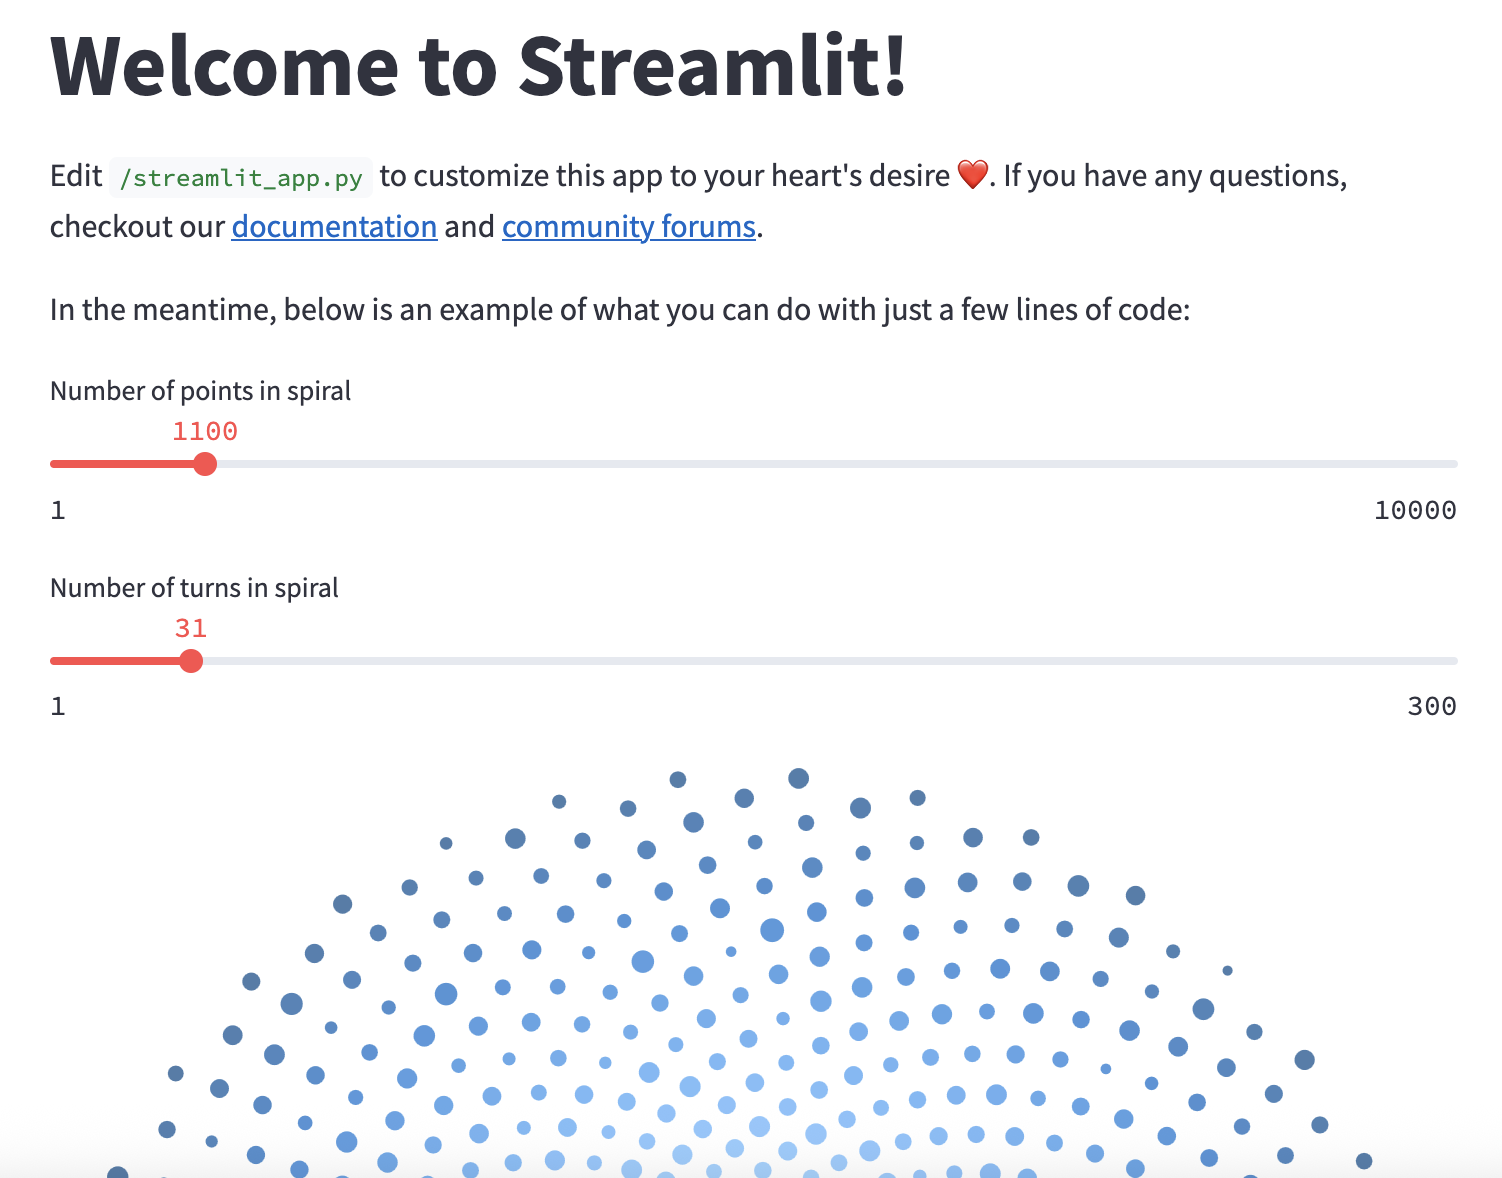 Welcome to Streamlit!
Edit /streamlit_app.py to customize this app to your heart's desire ❤️. If you have any questions,
checkout our documentation and community forums.
In the meantime, below is an example of what you can do with just a few lines of code:
Number of points in spiral
1100
1 10000
Number of turns in spiral
31
1 300